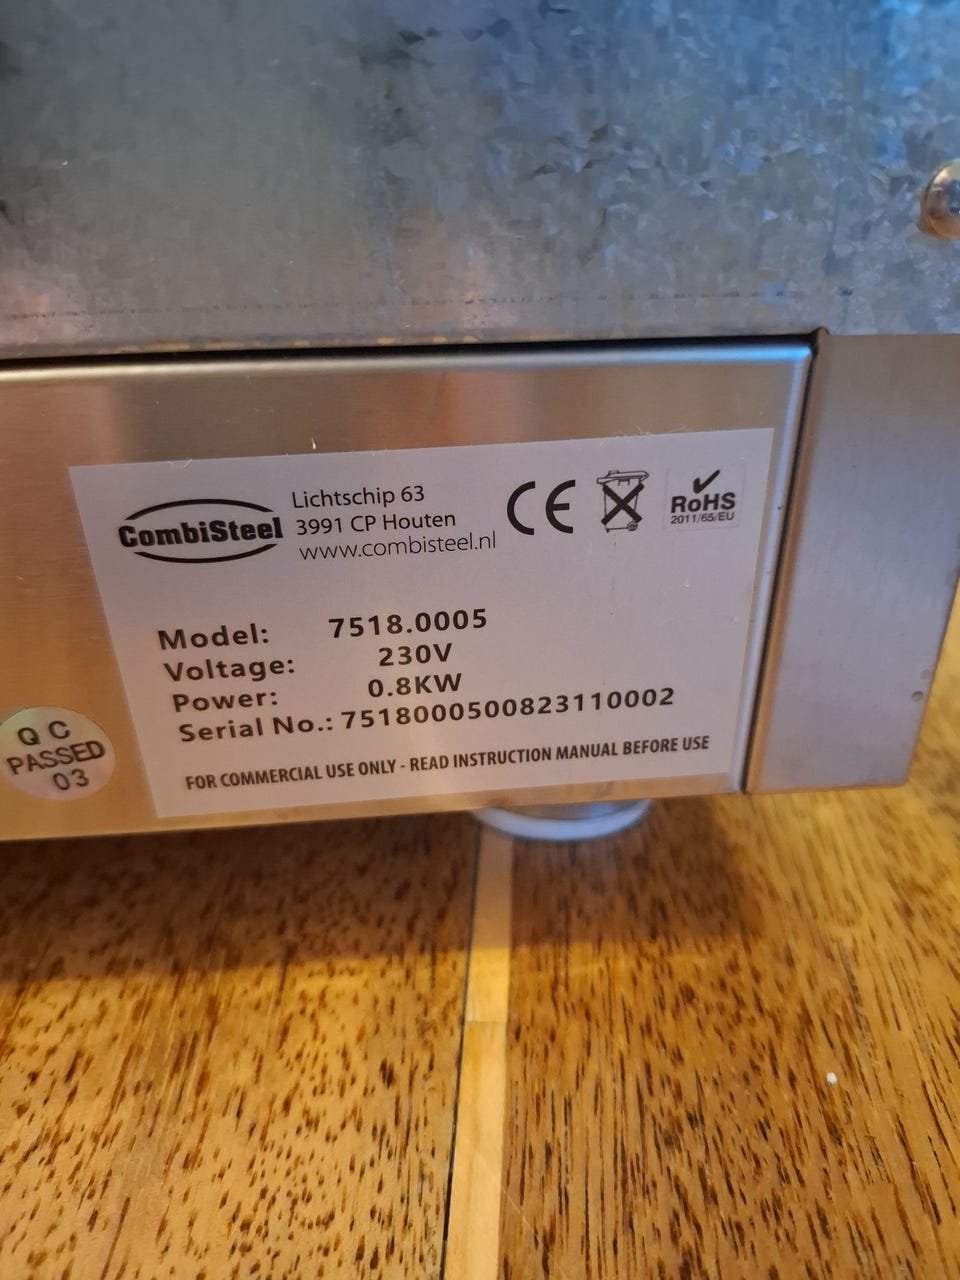 CombiSteel
Lichtschip 63
3991 CP Houten
www.combisteel.nl
CE
RoHS
2011/65/EU
Model: 7518.0005
Voltage: 230V
Power: 0.8KW
Serial No.: 7518000500823110002
FOR COMMERCIAL USE ONLY - READ INSTRUCTION MANUAL BEFORE USE
Q C
PASSED
03